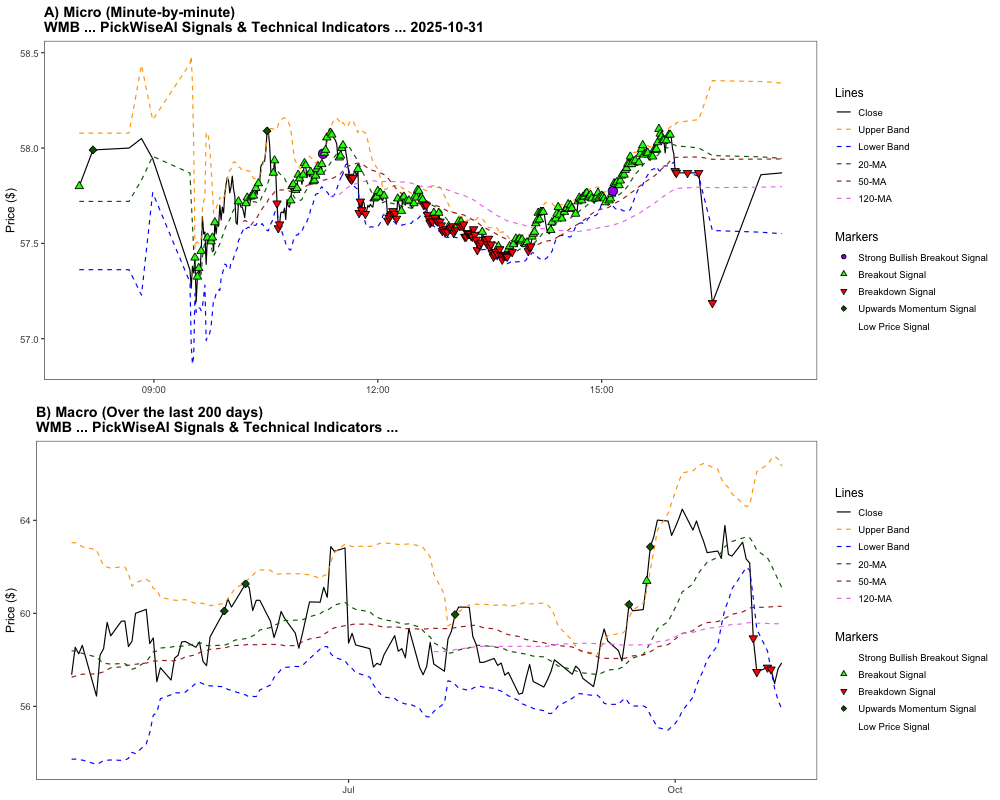 A) Micro (Minute-by-minute)
WMB ... PickWiseAI Signals & Technical Indicators ... 2025-10-31
Price ($)
58.5
58.0
57.5
57.0
09:00
12:00
15:00
Lines
Close
Upper Band
Lower Band
20-MA
50-MA
120-MA
Markers
Strong Bullish Breakout Signal
Breakout Signal
Breakdown Signal
Upwards Momentum Signal
Low Price Signal
B) Macro (Over the last 200 days)
WMB ... PickWiseAI Signals & Technical Indicators ...
Price ($)
64
60
56
Jul
Oct
Lines
Close
Upper Band
Lower Band
20-MA
50-MA
120-MA
Markers
Strong Bullish Breakout Signal
Breakout Signal
Breakdown Signal
Upwards Momentum Signal
Low Price Signal